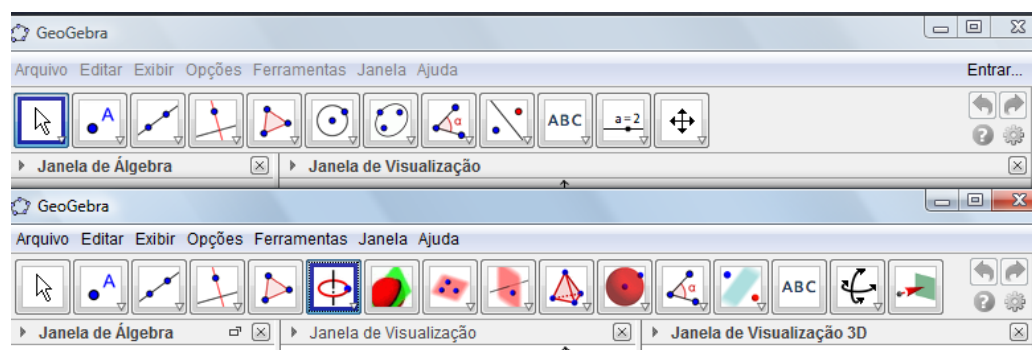 GeoGebra
Arquivo Editar Exibir Opções Ferramentas Janela Ajuda Entrar...
A α ABC a=2
Janela de Álgebra Janela de Visualização
GeoGebra
Arquivo Editar Exibir Opções Ferramentas Janela Ajuda
A α ABC
Janela de Álgebra Janela de Visualização Janela de Visualização 3D